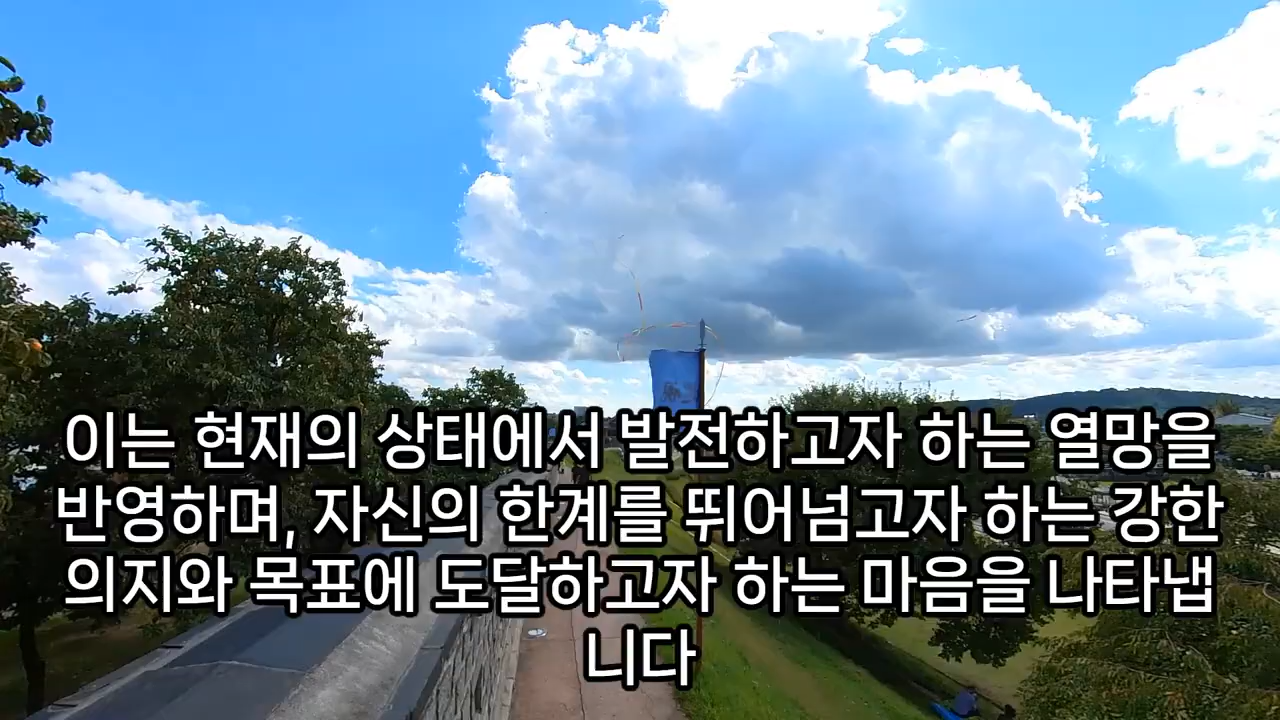 이는 현재의 상태에서 발전하고자 하는 열망을
반영하며, 자신의 한계를 뛰어넘고자 하는 강한
의지와 목표에 도달하고자 하는 마음을 나타냅
니다